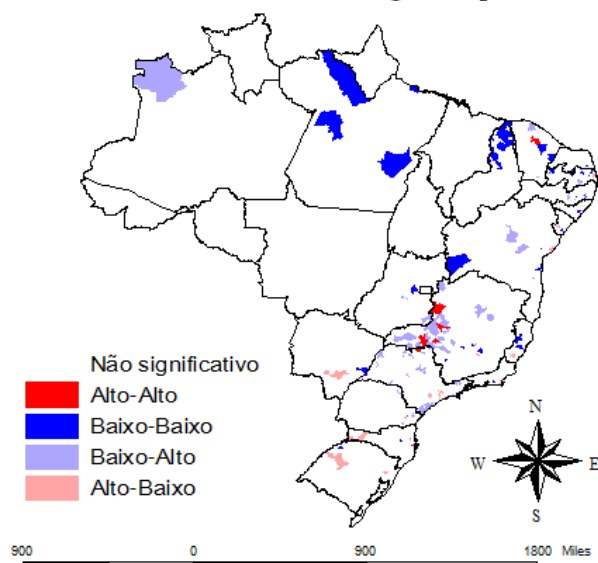 Não significativo
Alto-Alto
Baixo-Baixo
Baixo-Alto
Alto-Baixo
N
W E
S
900 0 900 1800 Miles